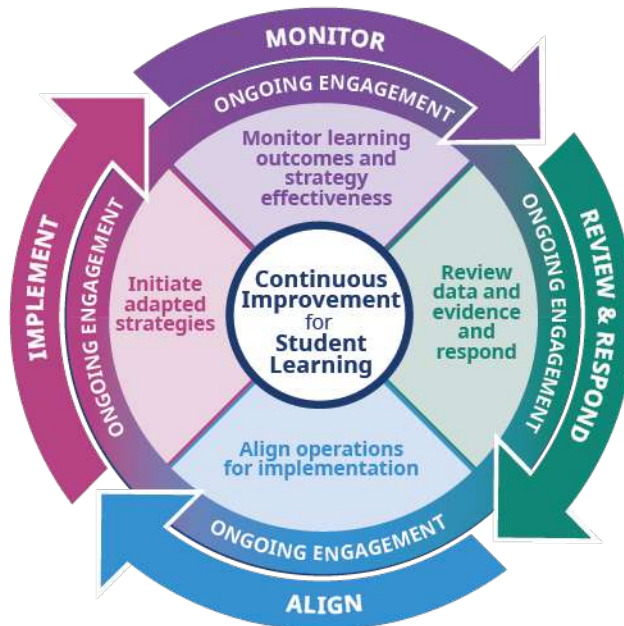 MONITOR
ONGOING ENGAGEMENT
Monitor learning
outcomes and
strategy
effectiveness
REVIEW & RESPOND
ONGOING ENGAGEMENT
Review
data and
evidence
and
respond
ALIGN
ONGOING ENGAGEMENT
Align operations
for implementation
IMPLEMENT
ONGOING ENGAGEMENT
Initiate
adapted
strategies
Continuous
Improvement
for
Student
Learning